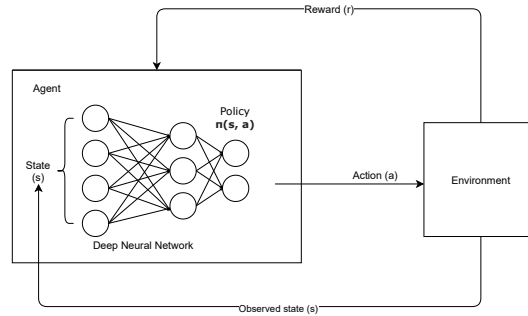 Reward (r)
Agent
Policy
π(s, a)
State
(s)
Action (a)
Environment
Deep Neural Network
Observed state (s)